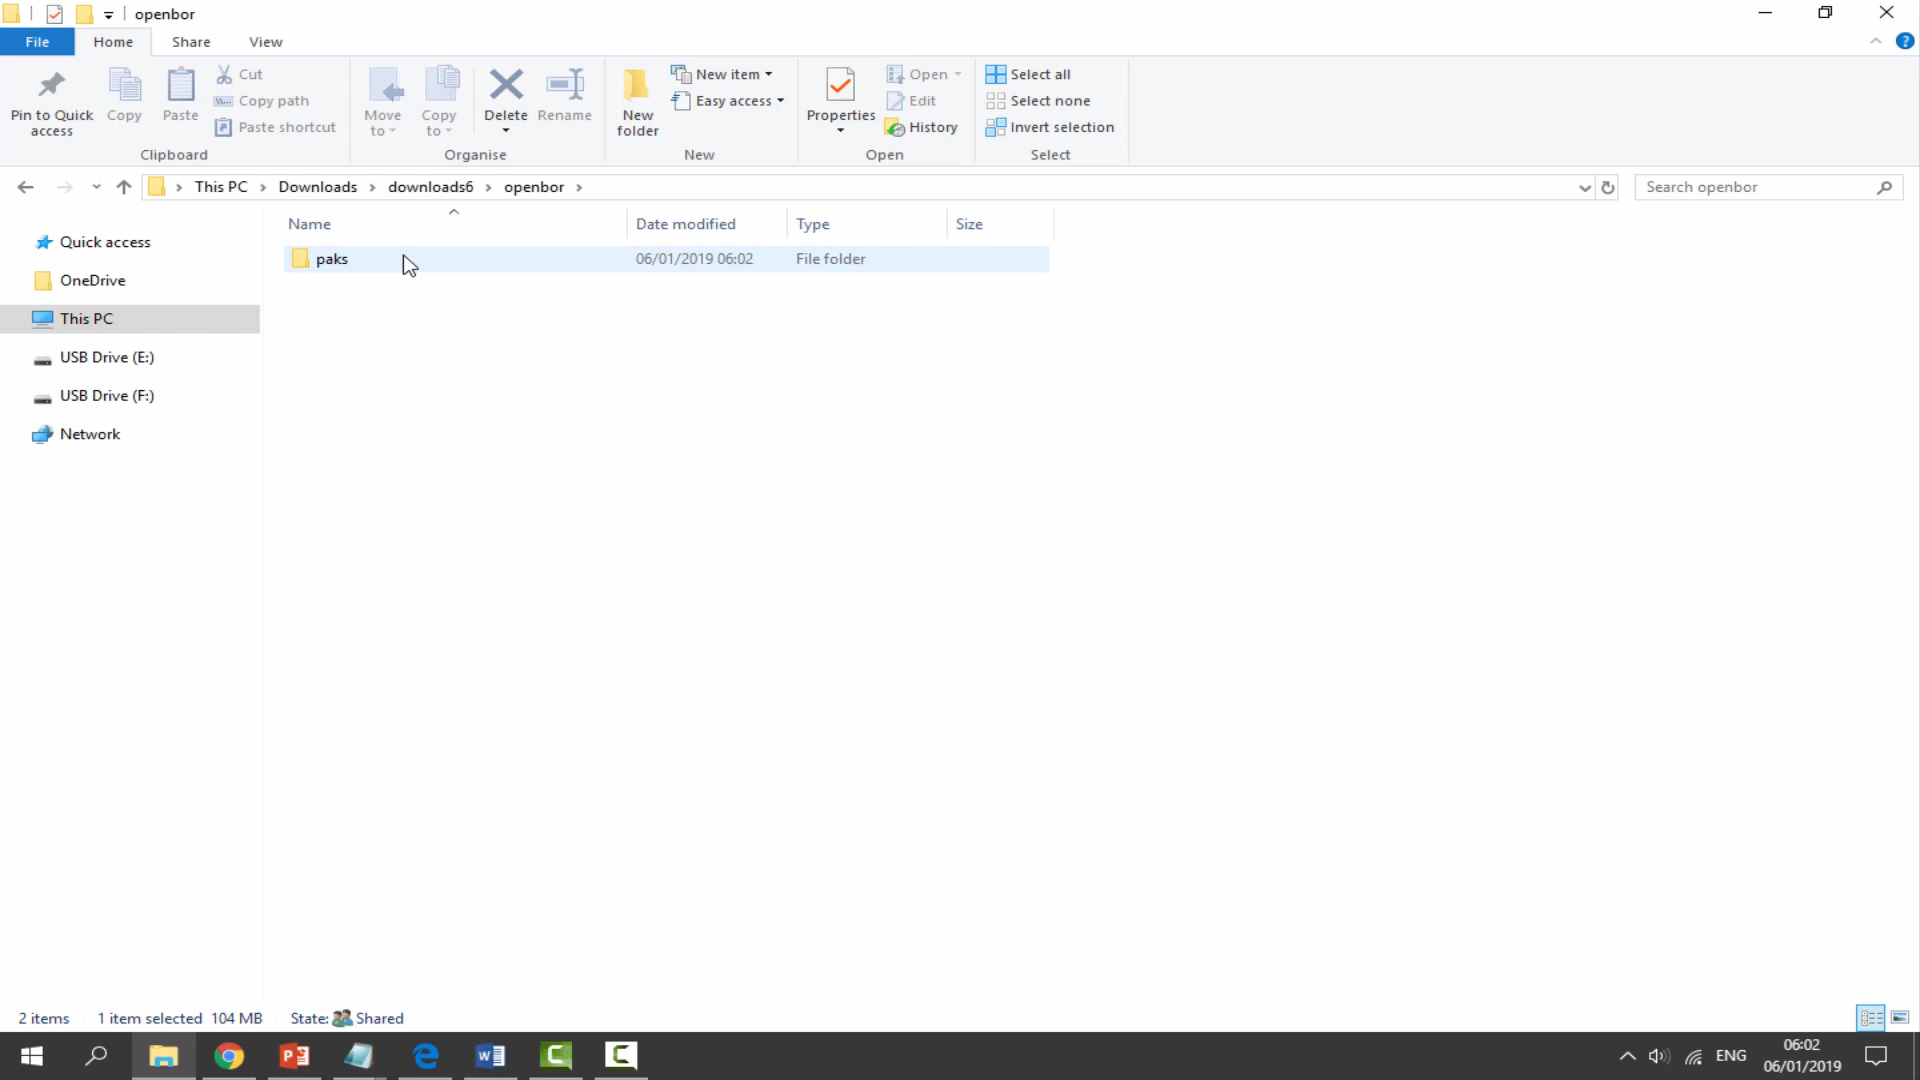 openbor
File Home Share View
Pin to Quick access
Copy
Paste
Cut
Copy path
Paste shortcut
Clipboard
Move to
Copy to
Delete
Rename
Organise
New folder
New item
Easy access
New
Properties
Open
Edit
History
Open
Select all
Select none
Invert selection
Select
This PC Downloads downloads6 openbor
Search openbor
Name Date modified Type Size
paks 06/01/2019 06:02 File folder
Quick access
OneDrive
This PC
USB Drive (E:)
USB Drive (F:)
Network
2 items 1 item selected 104 MB State: Shared
ENG
06:02
06/01/2019